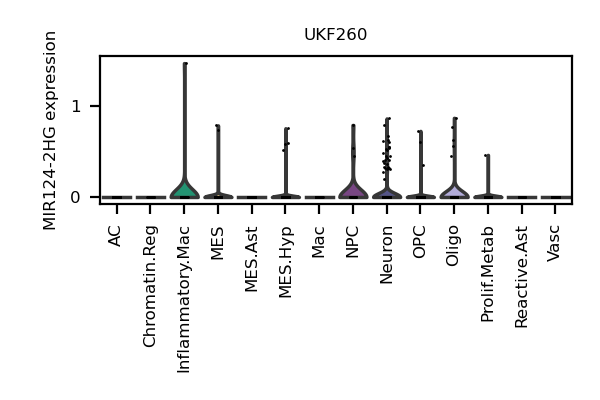 UKF260
MIR124-2HG expression
1
0
AC
Chromatin.Reg
Inflammatory.Mac
MES
MES.Ast
MES.Hyp
Mac
NPC
Neuron
OPC
Oligo
Prolif.Metab
Reactive.Ast
Vasc